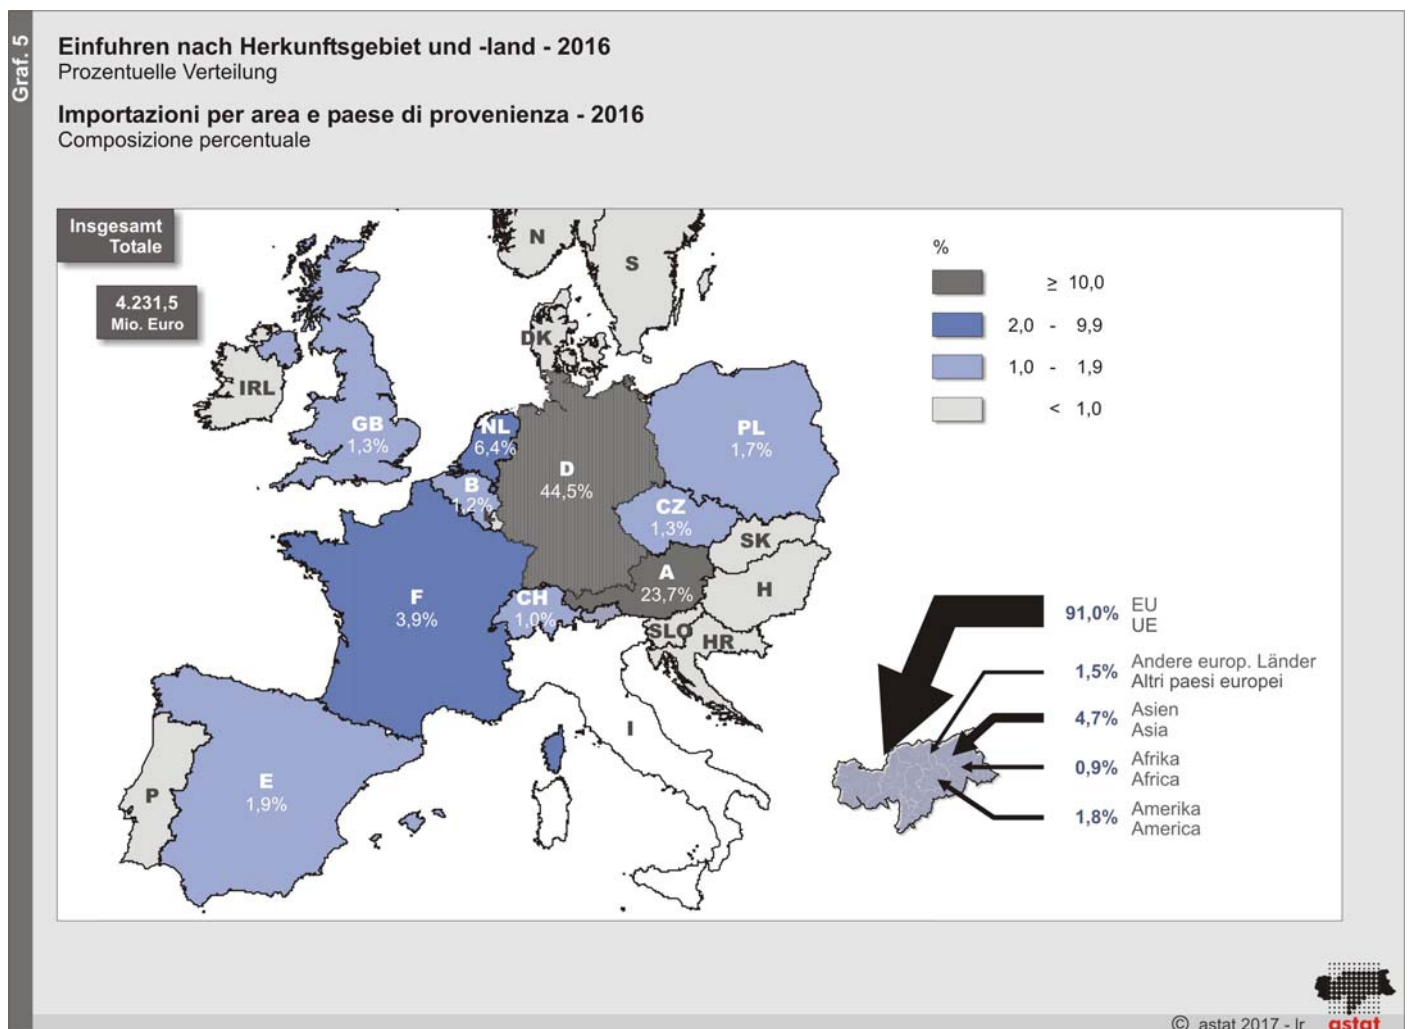 Graf. 5
Einfuhren nach Herkunftsgebiet und -land - 2016
Prozentuelle Verteilung
Importazioni per area e paese di provenienza - 2016
Composizione percentuale
Insgesamt
Totale
4.231,5
Mio. Euro
N
S
DK
IRL
GB
1,3%
NL
6,4%
B
1,2%
D
44,5%
PL
1,7%
CZ
1,3%
SK
A
23,7%
H
CH
1,0%
F
3,9%
SLO
HR
I
P
E
1,9%
%
≥ 10,0
2,0 - 9,9
1,0 - 1,9
< 1,0
91,0% EU
UE
1,5% Andere europ. Länder
Altri paesi europei
4,7% Asien
Asia
0,9% Afrika
Africa
1,8% Amerika
America
© astat 2017 - lr
astat